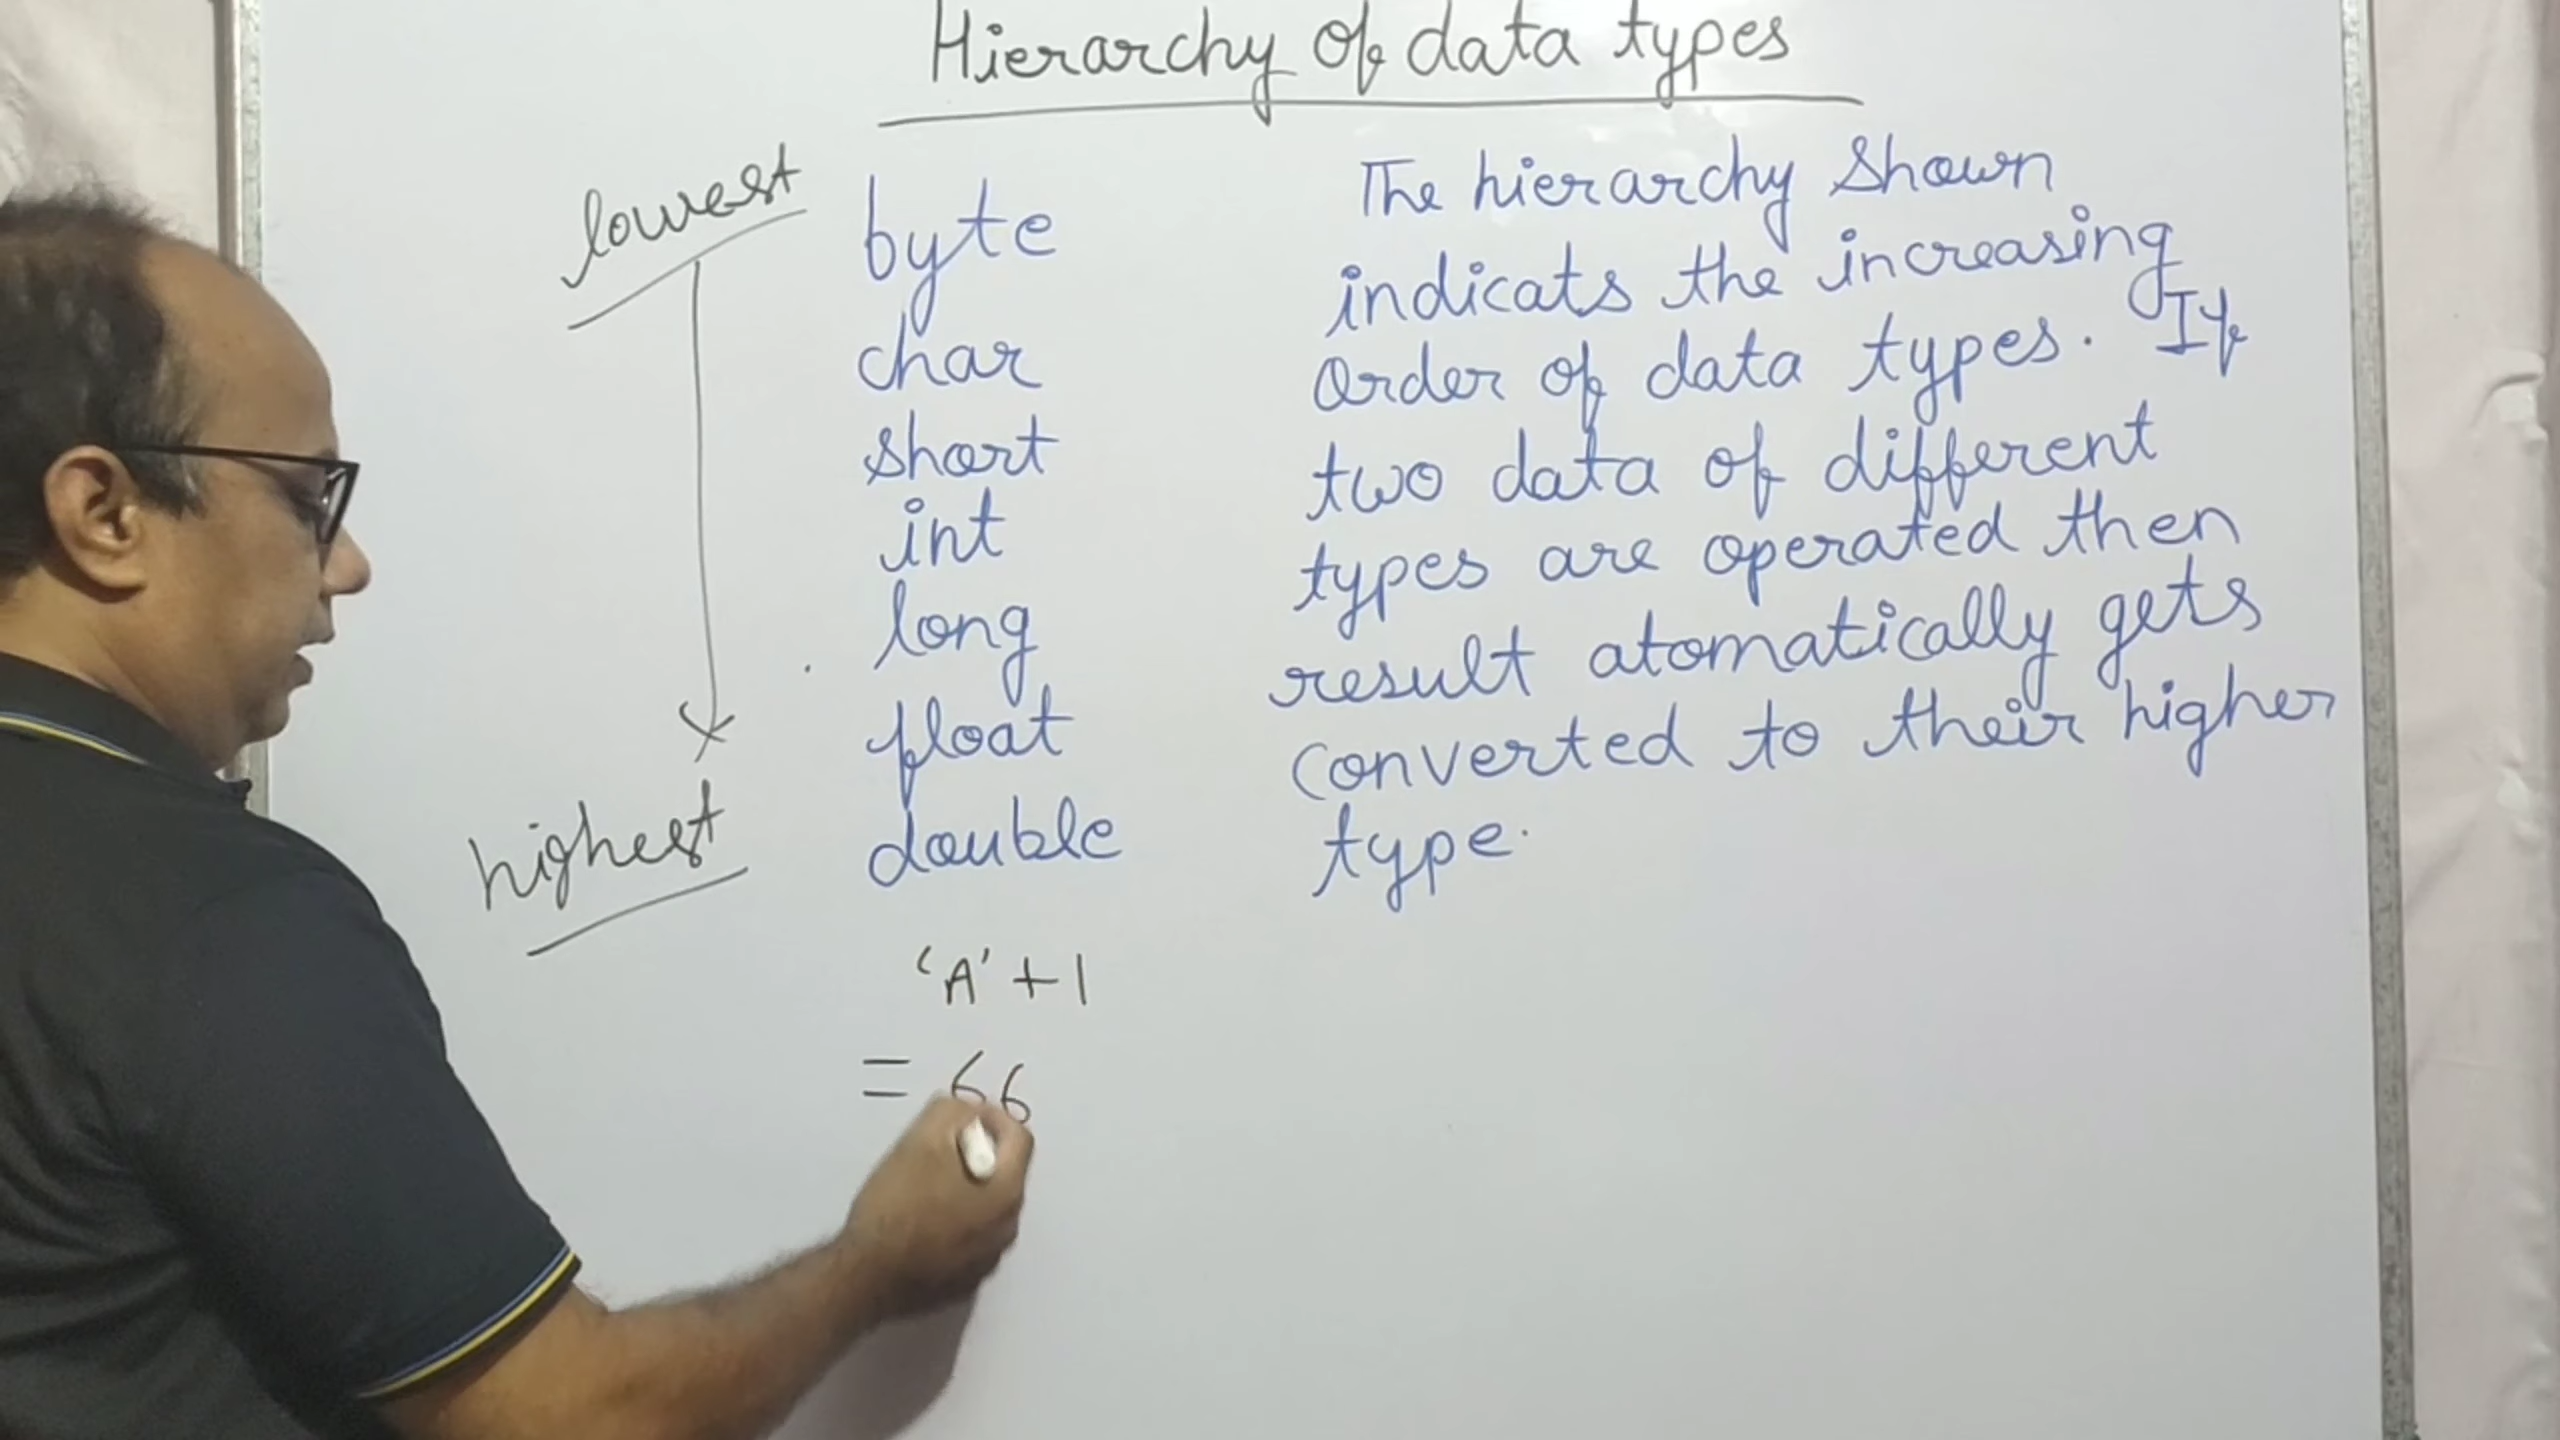 Hierarchy of data types
lowest
byte
char
short
int
long
float
double
highest
The hierarchy shown
indicats the increasing
order of data types. If
two data of different
types are operated then
result atomatically gets
converted to their higher
type.
'A' + 1
= 66